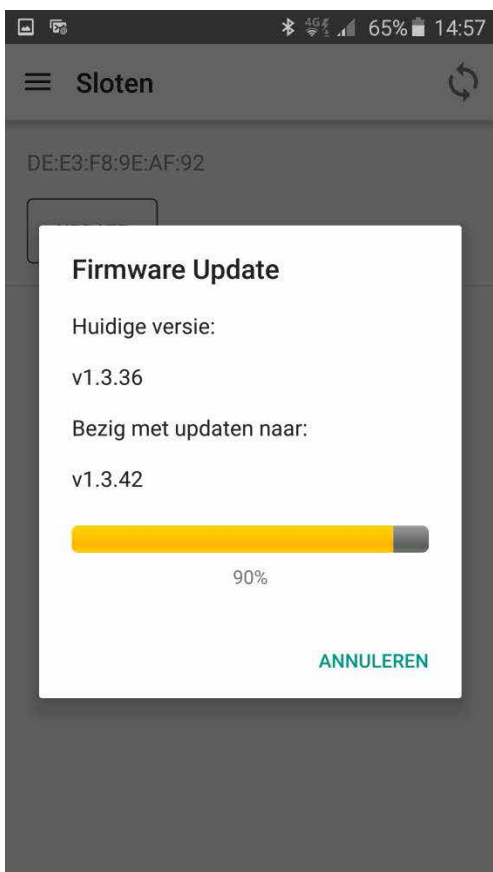 4G 65% 14:57
Sloten
DE:E3:F8:9E:AF:92
Firmware Update
Huidige versie:
v1.3.36
Bezig met updaten naar:
v1.3.42
90%
ANNULEREN